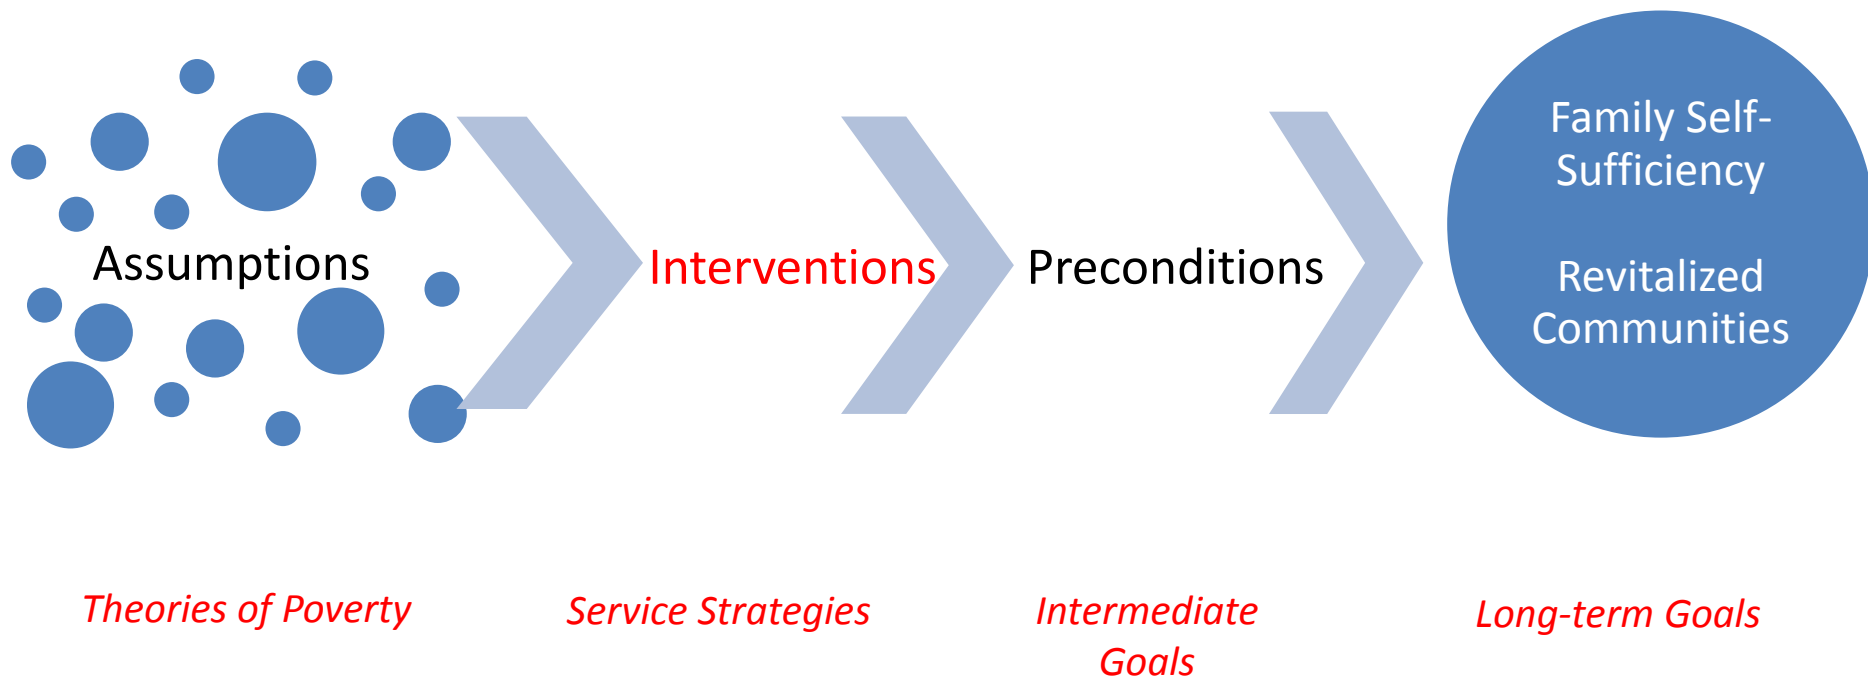 Family Self-
Sufficiency
Revitalized
Communities
Assumptions
Interventions
Preconditions
Theories of Poverty
Service Strategies
Intermediate
Goals
Long-term Goals